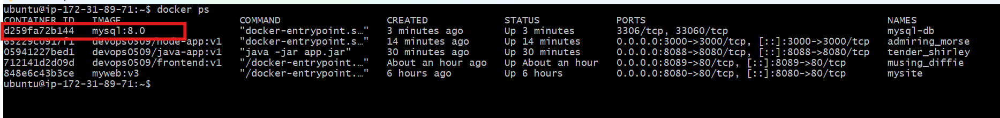 ubuntu@ip-172-31-89-71:~$ docker ps
CONTAINER ID IMAGE COMMAND CREATED STATUS PORTS NAMES
d259fa72b144 mysql:8.0 "docker-entrypoint.s…" 3 minutes ago Up 3 minutes 3306/tcp, 33060/tcp mysql-db
65229c0917f1 devops0509/node-app:v1 "docker-entrypoint.s…" 14 minutes ago Up 14 minutes 0.0.0.0:3000->3000/tcp, [::]:3000->3000/tcp admiring_morse
05941227bed1 devops0509/java-app:v1 "java -jar app.jar" 30 minutes ago Up 30 minutes 0.0.0.0:8088->8080/tcp, [::]:8088->8080/tcp tender_shirley
712141d2d09d devops0509/frontend:v1 "/docker-entrypoint.…" About an hour ago Up About an hour 0.0.0.0:8089->80/tcp, [::]:8089->80/tcp musing_diffie
848e6c43b3ce myweb:v3 "/docker-entrypoint.…" 6 hours ago Up 6 hours 0.0.0.0:8080->80/tcp, [::]:8080->80/tcp mysite
ubuntu@ip-172-31-89-71:~$